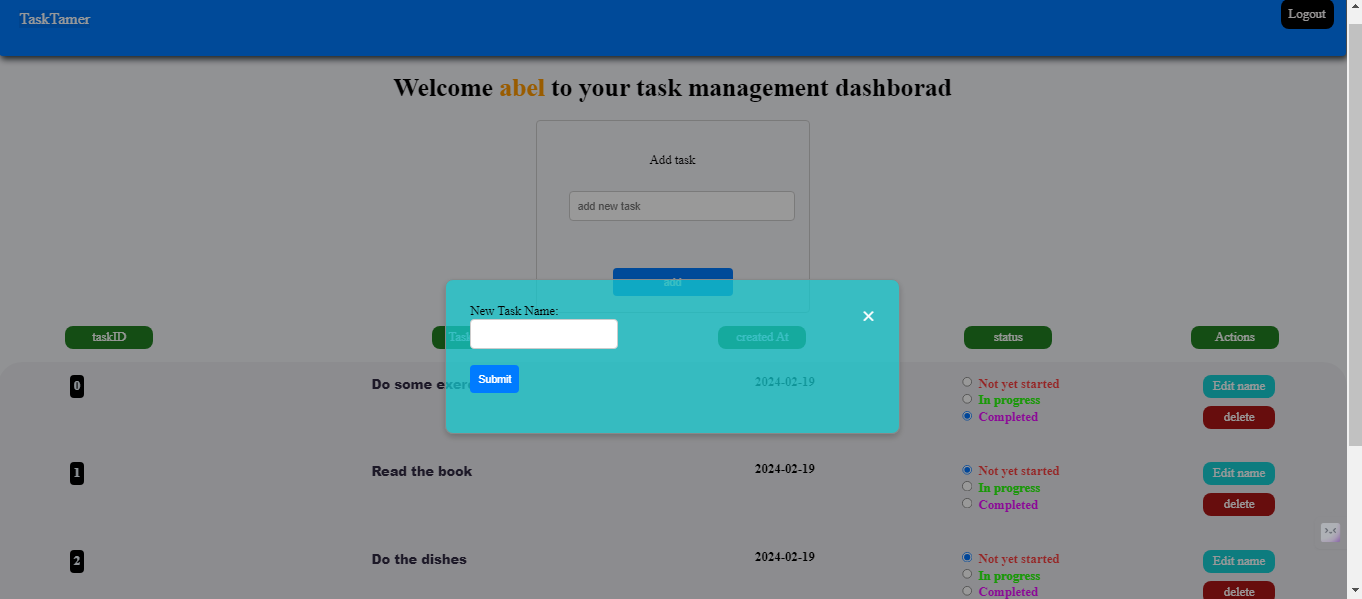 TaskTamer
Logout
Welcome abel to your task management dashborad
Add task
add new task
add
New Task Name:
×
Submit
taskID
created At
status
Actions
0
Do some
2024-02-19
Not yet started
In progress
Completed
Edit name
delete
1
Read the book
2024-02-19
Not yet started
In progress
Completed
Edit name
delete
2
Do the dishes
2024-02-19
Not yet started
In progress
Completed
Edit name
delete